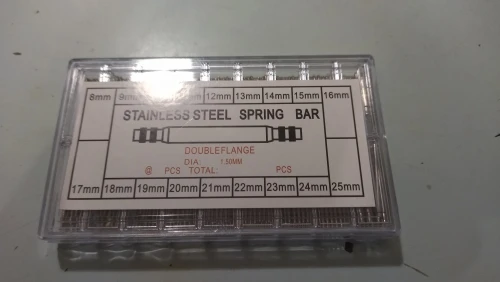 8mm 9mm 12mm 13mm 14mm 15mm 16mm
STAINLESS STEEL SPRING BAR
DOUBLEFLANGE
DIA: 1.50MM
@ PCS TOTAL: PCS
17mm 18mm 19mm 20mm 21mm 22mm 23mm 24mm 25mm